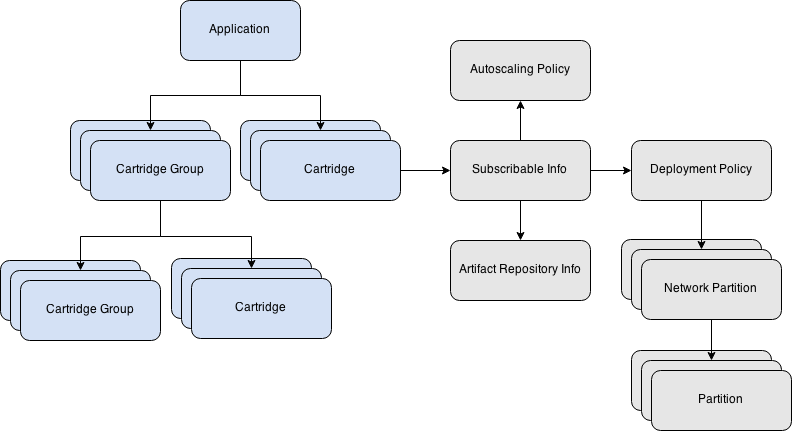 Application
Autoscaling Policy
Cartridge Group
Cartridge
Subscribable Info
Deployment Policy
Artifact Repository Info
Network Partition
Cartridge Group
Cartridge
Partition